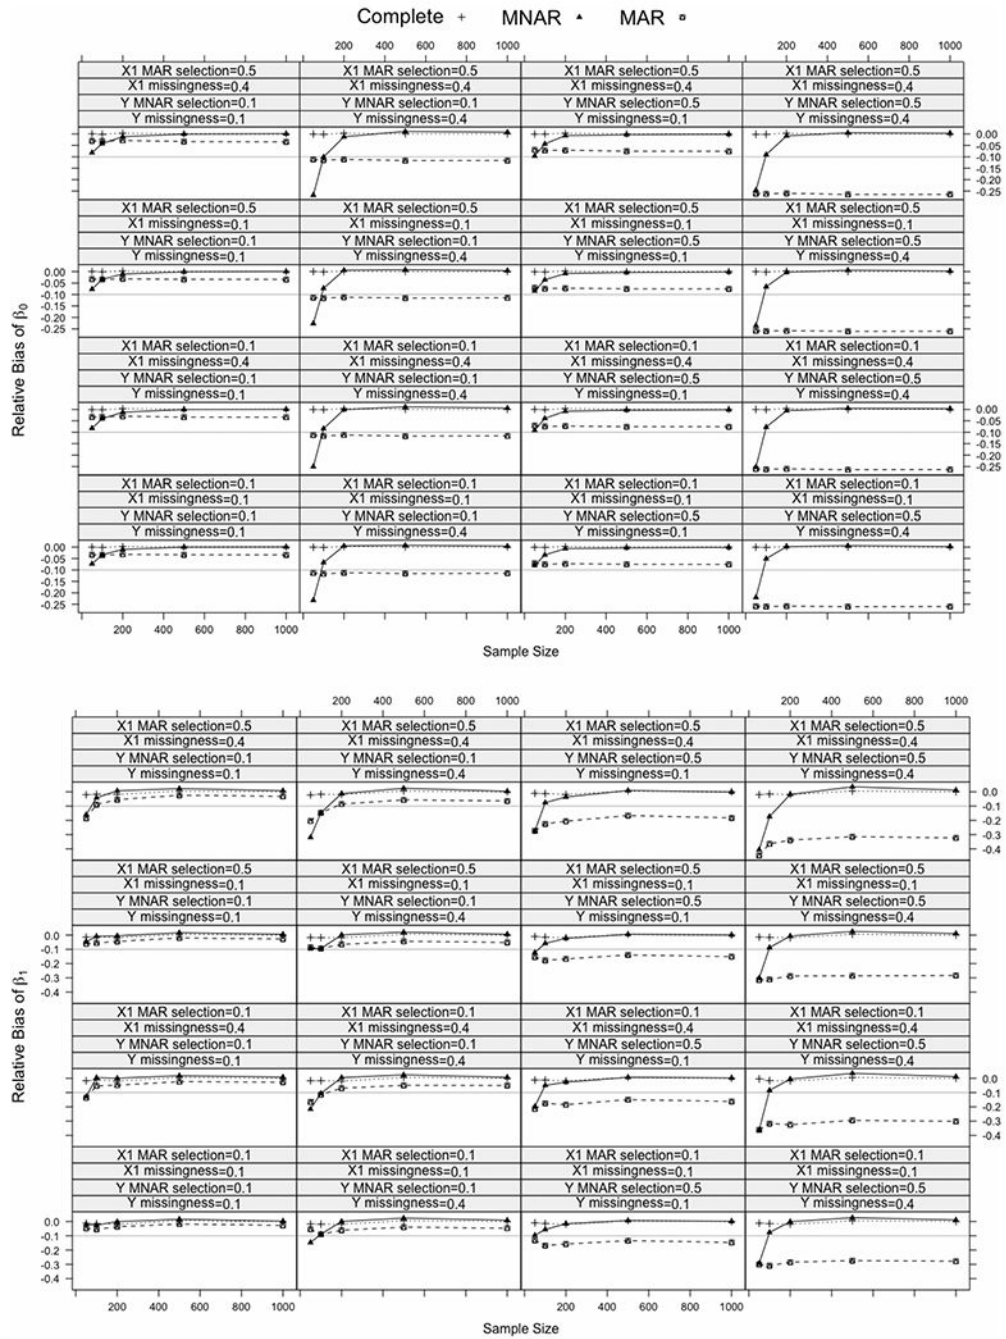 Complete + MNAR ▲ MAR
200 400 600 800 1000 200 400 600 800 1000
X1 MAR selection=0.5 X1 MAR selection=0.5 X1 MAR selection=0.5 X1 MAR selection=0.5
X1 missingness=0.4 X1 missingness=0.4 X1 missingness=0.4 X1 missingness=0.4
Y MNAR selection=0.1 Y MNAR selection=0.1 Y MNAR selection=0.5 Y MNAR selection=0.5
Y missingness=0.1 Y missingness=0.4 Y missingness=0.1 Y missingness=0.4
0.00
-0.05
-0.10
-0.15
-0.20
-0.25
X1 MAR selection=0.5 X1 MAR selection=0.5 X1 MAR selection=0.5 X1 MAR selection=0.5
X1 missingness=0.1 X1 missingness=0.1 X1 missingness=0.1 X1 missingness=0.1
Y MNAR selection=0.1 Y MNAR selection=0.1 Y MNAR selection=0.5 Y MNAR selection=0.5
Y missingness=0.1 Y missingness=0.4 Y missingness=0.1 Y missingness=0.4
0.00
-0.05
-0.10
-0.15
-0.20
-0.25
Relative Bias of β0
X1 MAR selection=0.1 X1 MAR selection=0.1 X1 MAR selection=0.1 X1 MAR selection=0.1
X1 missingness=0.4 X1 missingness=0.4 X1 missingness=0.4 X1 missingness=0.4
Y MNAR selection=0.1 Y MNAR selection=0.1 Y MNAR selection=0.5 Y MNAR selection=0.5
Y missingness=0.1 Y missingness=0.4 Y missingness=0.1 Y missingness=0.4
0.00
-0.05
-0.10
-0.15
-0.20
-0.25
X1 MAR selection=0.1 X1 MAR selection=0.1 X1 MAR selection=0.1 X1 MAR selection=0.1
X1 missingness=0.1 X1 missingness=0.1 X1 missingness=0.1 X1 missingness=0.1
Y MNAR selection=0.1 Y MNAR selection=0.1 Y MNAR selection=0.5 Y MNAR selection=0.5
Y missingness=0.1 Y missingness=0.4 Y missingness=0.1 Y missingness=0.4
0.00
-0.05
-0.10
-0.15
-0.20
-0.25
200 400 600 800 1000 200 400 600 800 1000
Sample Size
200 400 600 800 1000 200 400 600 800 1000
X1 MAR selection=0.5 X1 MAR selection=0.5 X1 MAR selection=0.5 X1 MAR selection=0.5
X1 missingness=0.4 X1 missingness=0.4 X1 missingness=0.4 X1 missingness=0.4
Y MNAR selection=0.1 Y MNAR selection=0.1 Y MNAR selection=0.5 Y MNAR selection=0.5
Y missingness=0.1 Y missingness=0.4 Y missingness=0.1 Y missingness=0.4
0.0
-0.1
-0.2
-0.3
-0.4
X1 MAR selection=0.5 X1 MAR selection=0.5 X1 MAR selection=0.5 X1 MAR selection=0.5
X1 missingness=0.1 X1 missingness=0.1 X1 missingness=0.1 X1 missingness=0.1
Y MNAR selection=0.1 Y MNAR selection=0.1 Y MNAR selection=0.5 Y MNAR selection=0.5
Y missingness=0.1 Y missingness=0.4 Y missingness=0.1 Y missingness=0.4
0.0
-0.1
-0.2
-0.3
-0.4
Relative Bias of β1
X1 MAR selection=0.1 X1 MAR selection=0.1 X1 MAR selection=0.1 X1 MAR selection=0.1
X1 missingness=0.4 X1 missingness=0.4 X1 missingness=0.4 X1 missingness=0.4
Y MNAR selection=0.1 Y MNAR selection=0.1 Y MNAR selection=0.5 Y MNAR selection=0.5
Y missingness=0.1 Y missingness=0.4 Y missingness=0.1 Y missingness=0.4
0.0
-0.1
-0.2
-0.3
-0.4
X1 MAR selection=0.1 X1 MAR selection=0.1 X1 MAR selection=0.1 X1 MAR selection=0.1
X1 missingness=0.1 X1 missingness=0.1 X1 missingness=0.1 X1 missingness=0.1
Y MNAR selection=0.1 Y MNAR selection=0.1 Y MNAR selection=0.5 Y MNAR selection=0.5
Y missingness=0.1 Y missingness=0.4 Y missingness=0.1 Y missingness=0.4
0.0
-0.1
-0.2
-0.3
-0.4
200 400 600 800 1000 200 400 600 800 1000
Sample Size